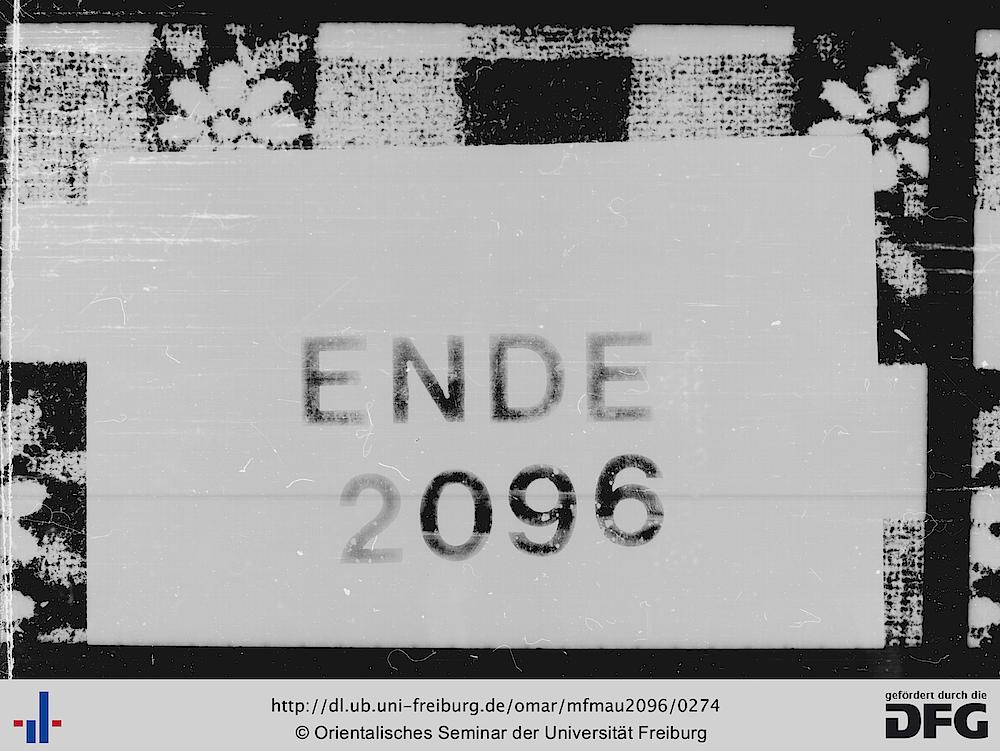 ENDE
2096
http://dl.ub.uni-freiburg.de/omar/mfmau2096/0274
© Orientalisches Seminar der Universität Freiburg
gefördert durch die
DFG